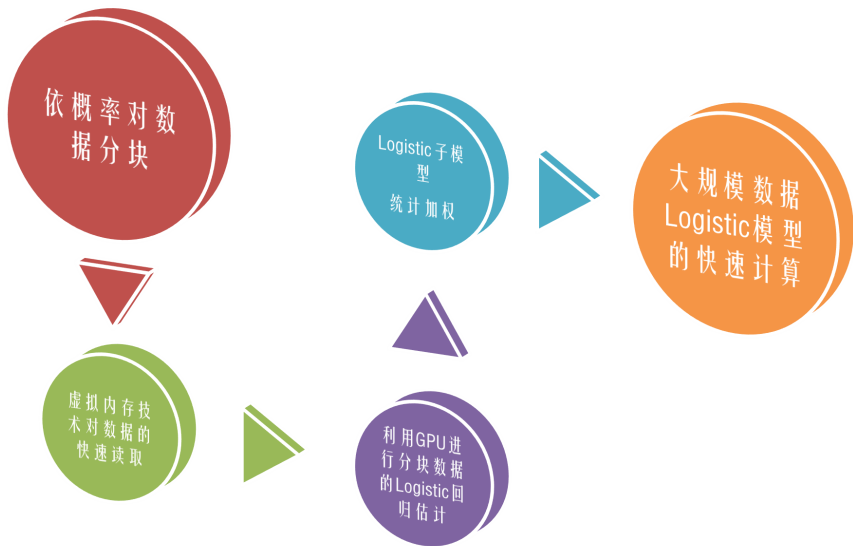 依概率对数
据分块
虚拟内存技
术对数据的
快速读取
利用GPU进
行分块数据
的Logistic回
归估计
Logistic子模
型
统计加权
大规模数据
Logistic模型
的快速计算